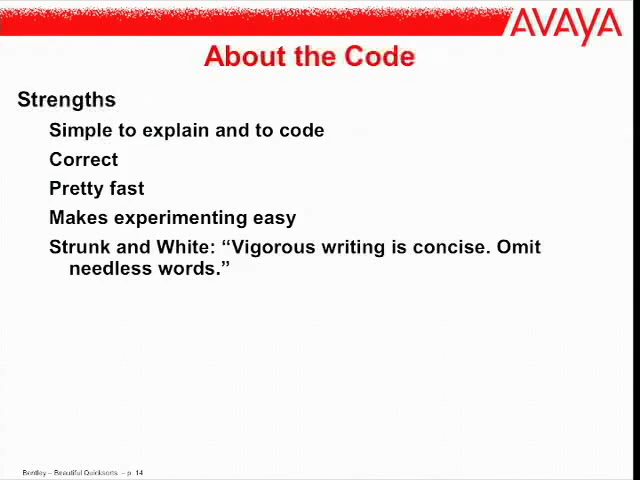 AVAYA
About the Code
Strengths
Simple to explain and to code
Correct
Pretty fast
Makes experimenting easy
Strunk and White: “Vigorous writing is concise. Omit
needless words.”
Bentley – Beautiful Quicksorts – p. 14